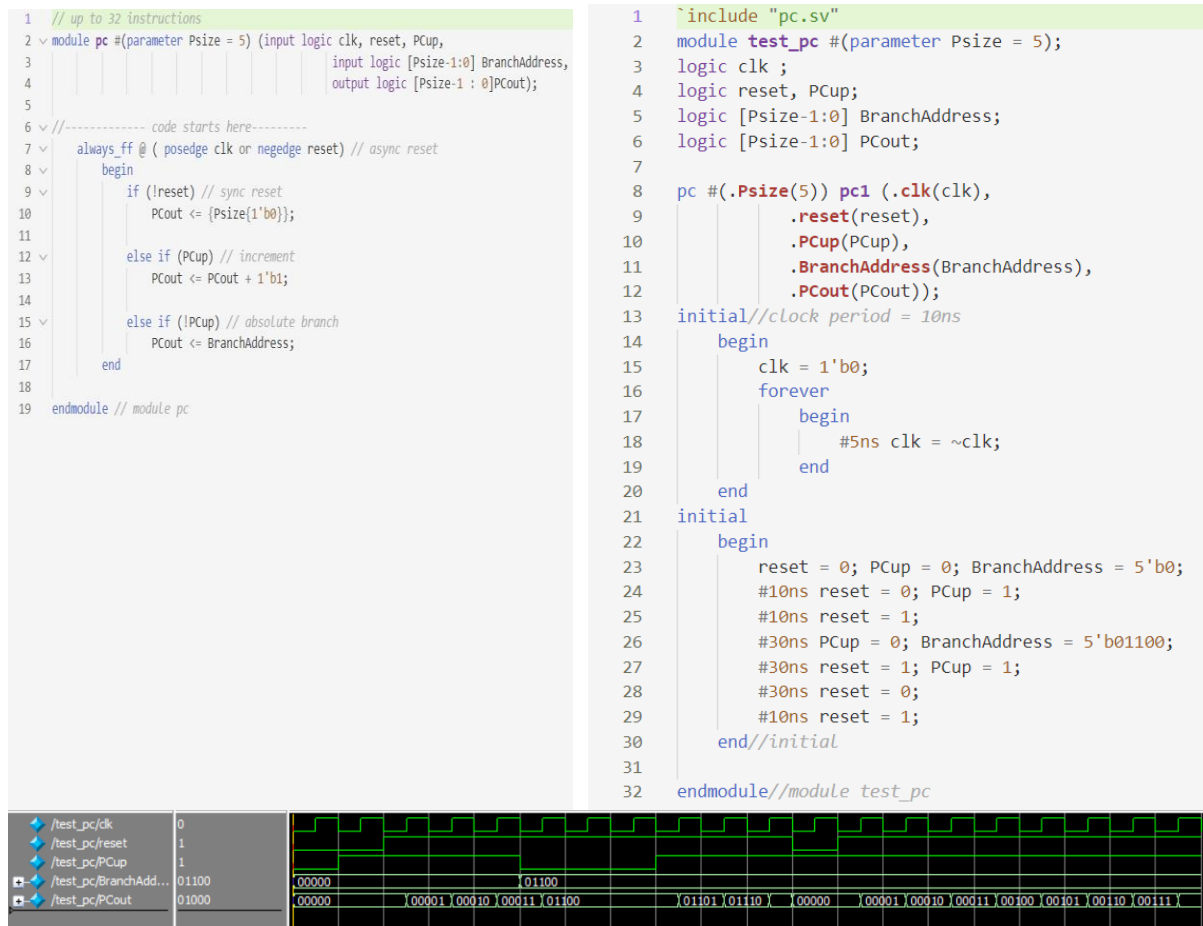 1 // up to 32 instructions
2 module pc #(parameter Psize = 5) (input logic clk, reset, PCup,
3 input logic [Psize-1:0] BranchAddress,
4 output logic [Psize-1 : 0]PCout);
5
6 //------------- code starts here---------
7 always_ff @ ( posedge clk or negedge reset) // async reset
8 begin
9 if (!reset) // sync reset
10 PCout <= {Psize{1'b0}};
11
12 else if (PCup) // increment
13 PCout <= PCout + 1'b1;
14
15 else if (!PCup) // absolute branch
16 PCout <= BranchAddress;
17 end
18
19 endmodule // module pc
1 `include "pc.sv"
2 module test_pc #(parameter Psize = 5);
3 logic clk ;
4 logic reset, PCup;
5 logic [Psize-1:0] BranchAddress;
6 logic [Psize-1:0] PCout;
7
8 pc #(.Psize(5)) pc1 (.clk(clk),
9 .reset(reset),
10 .PCup(PCup),
11 .BranchAddress(BranchAddress),
12 .PCout(PCout));
13 initial//clock period = 10ns
14 begin
15 clk = 1'b0;
16 forever
17 begin
18 #5ns clk = ~clk;
19 end
20 end
21 initial
22 begin
23 reset = 0; PCup = 0; BranchAddress = 5'b0;
24 #10ns reset = 0; PCup = 1;
25 #10ns reset = 1;
26 #30ns PCup = 0; BranchAddress = 5'b01100;
27 #30ns reset = 1; PCup = 1;
28 #30ns reset = 0;
29 #10ns reset = 1;
30 end//initial
31
32 endmodule//module test_pc
/test_pc/clk 0
/test_pc/reset 1
/test_pc/PCup 1
/test_pc/BranchAdd... 01100 00000 01100
/test_pc/PCout 01000 00000 00001 00010 00011 01100 01101 01110 00000 00001 00010 00011 00100 00101 00110 00111